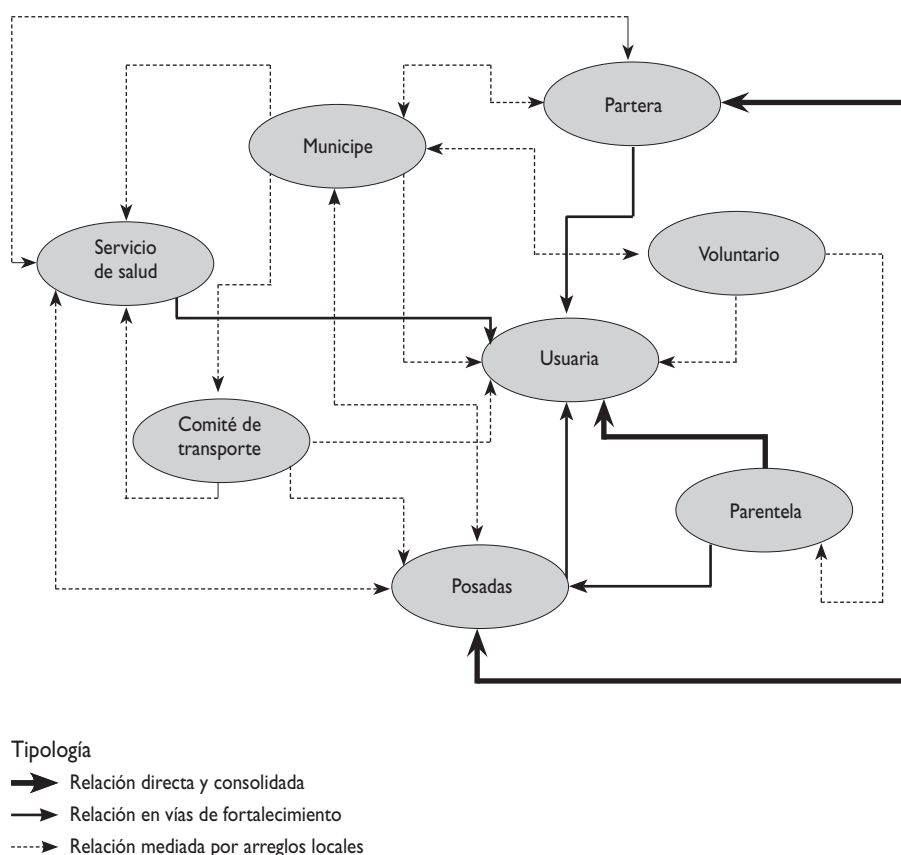 Partera
Municipe
Servicio
de salud
Voluntario
Usuaria
Comité de
transporte
Parentela
Posadas
Tipología
Relación directa y consolidada
Relación en vías de fortalecimiento
Relación mediada por arreglos locales